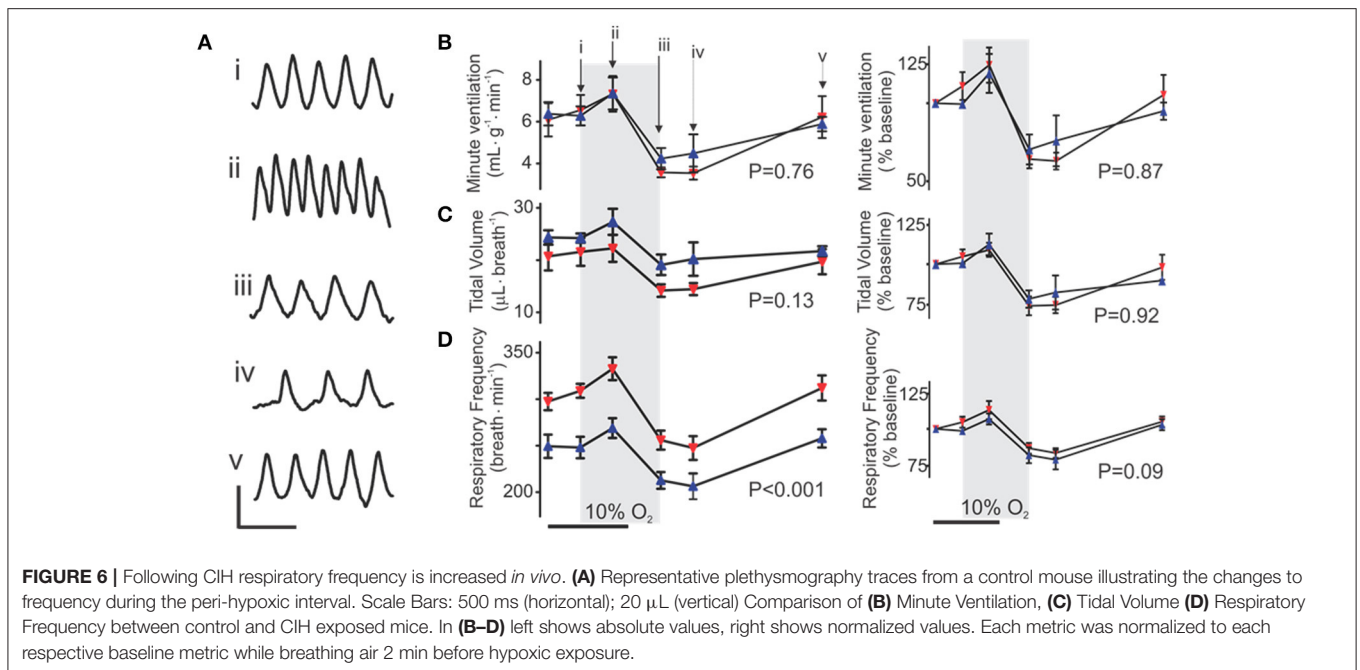 A
i
ii
iii
iv
v
B
i
ii
iii
iv
v
Minute ventilation
(mL· g⁻¹· min⁻¹)
8
6
4
P=0.76
Minute ventilation
(% baseline)
125
50
P=0.87
C
Tidal Volume
(μL· breath⁻¹)
30
10
P=0.13
Tidal Volume
(% baseline)
125
75
P=0.92
D
Respiratory Frequency
(breath· min⁻¹)
350
200
P<0.001
10% O₂
Respiratory Frequency
(% baseline)
125
75
P=0.09
10% O₂
FIGURE 6 | Following CIH respiratory frequency is increased in vivo. (A) Representative plethysmography traces from a control mouse illustrating the changes to
frequency during the peri-hypoxic interval. Scale Bars: 500 ms (horizontal); 20 μL (vertical) Comparison of (B) Minute Ventilation, (C) Tidal Volume (D) Respiratory
Frequency between control and CIH exposed mice. In (B–D) left shows absolute values, right shows normalized values. Each metric was normalized to each
respective baseline metric while breathing air 2 min before hypoxic exposure.